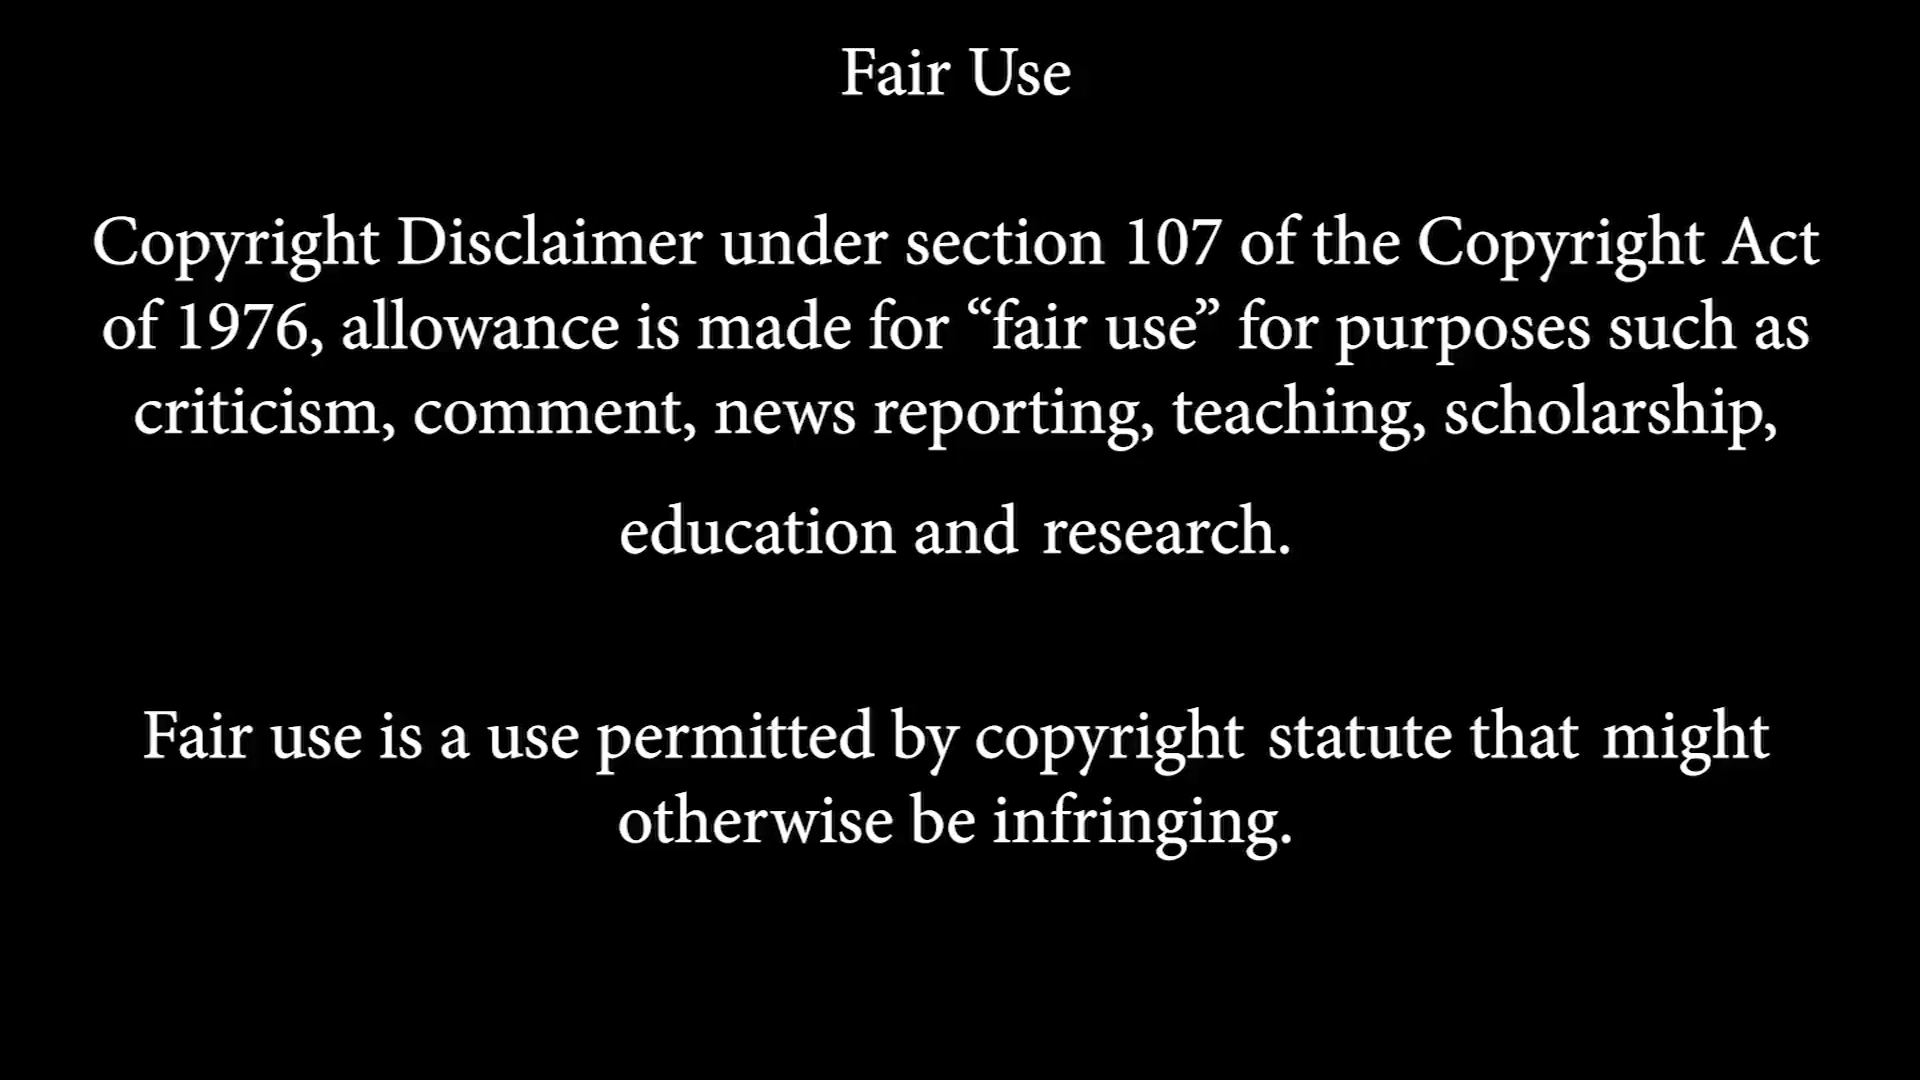 Fair Use
Copyright Disclaimer under section 107 of the Copyright Act
of 1976, allowance is made for “fair use” for purposes such as
criticism, comment, news reporting, teaching, scholarship,
education and research.
Fair use is a use permitted by copyright statute that might
otherwise be infringing.